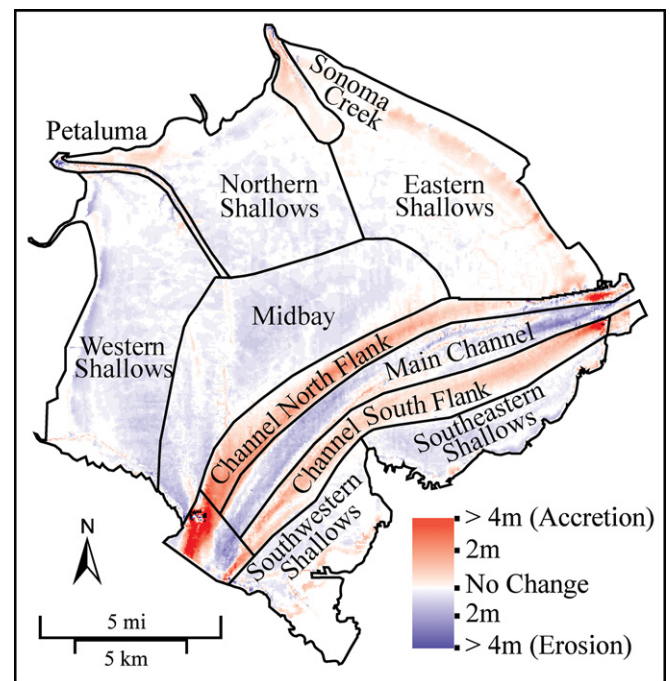 Sonoma
Creek
Petaluma
Northern
Shallows
Eastern
Shallows
Midbay
Western
Shallows
Channel North Flank
Main Channel
Channel South Flank
Southeastern
Shallows
Southwestern
Shallows
N
5 mi
5 km
> 4m (Accretion)
2m
No Change
2m
> 4m (Erosion)